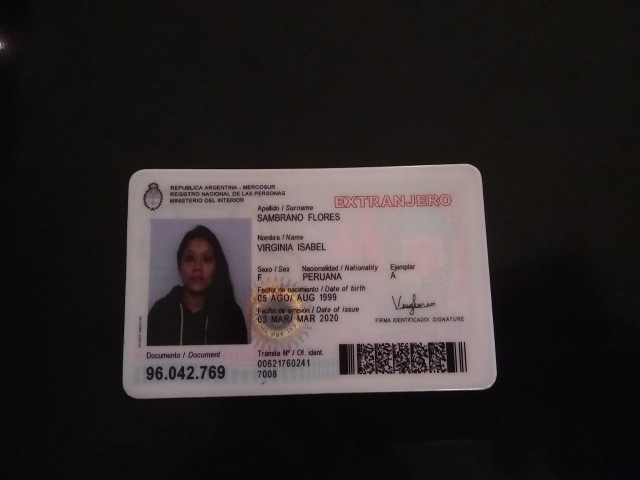 REPUBLICA ARGENTINA - MERCOSUR
REGISTRO NACIONAL DE LAS PERSONAS
MINISTERIO DEL INTERIOR
EXTRANJERO
Apellido / Surname
SAMBRANO FLORES
Nombre / Name
VIRGINIA ISABEL
Sexo / Sex Nacionalidad / Nationality Ejemplar
F PERUANA A
Fecha de nacimiento / Date of birth
05 AGO/ AUG 1999
Fecha de emisión / Date of issue
03 MAR/ MAR 2020
FIRMA IDENTIFICADO/ SIGNATURE
Documento / Document
96.042.769
Trámite Nº / Of. ident.
00621760241
7008